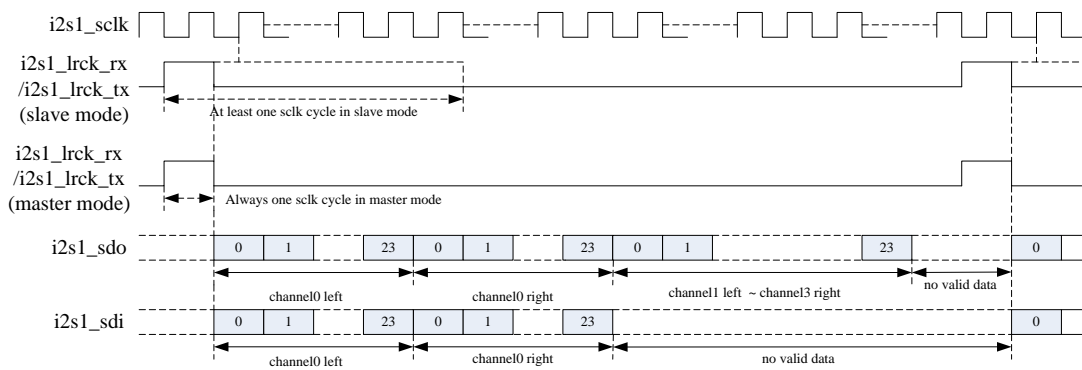 i2s1_sclk
i2s1_lrck_rx
/i2s1_lrck_tx
(slave mode)
At least one sclk cycle in slave mode
i2s1_lrck_rx
/i2s1_lrck_tx
(master mode)
Always one sclk cycle in master mode
i2s1_sdo
0 1 23 0 1 23 0 1 23 0
channel0 left
channel0 right
channel1 left ~ channel3 right
no valid data
i2s1_sdi
0 1 23 0 1 23 0
channel0 left
channel0 right
no valid data